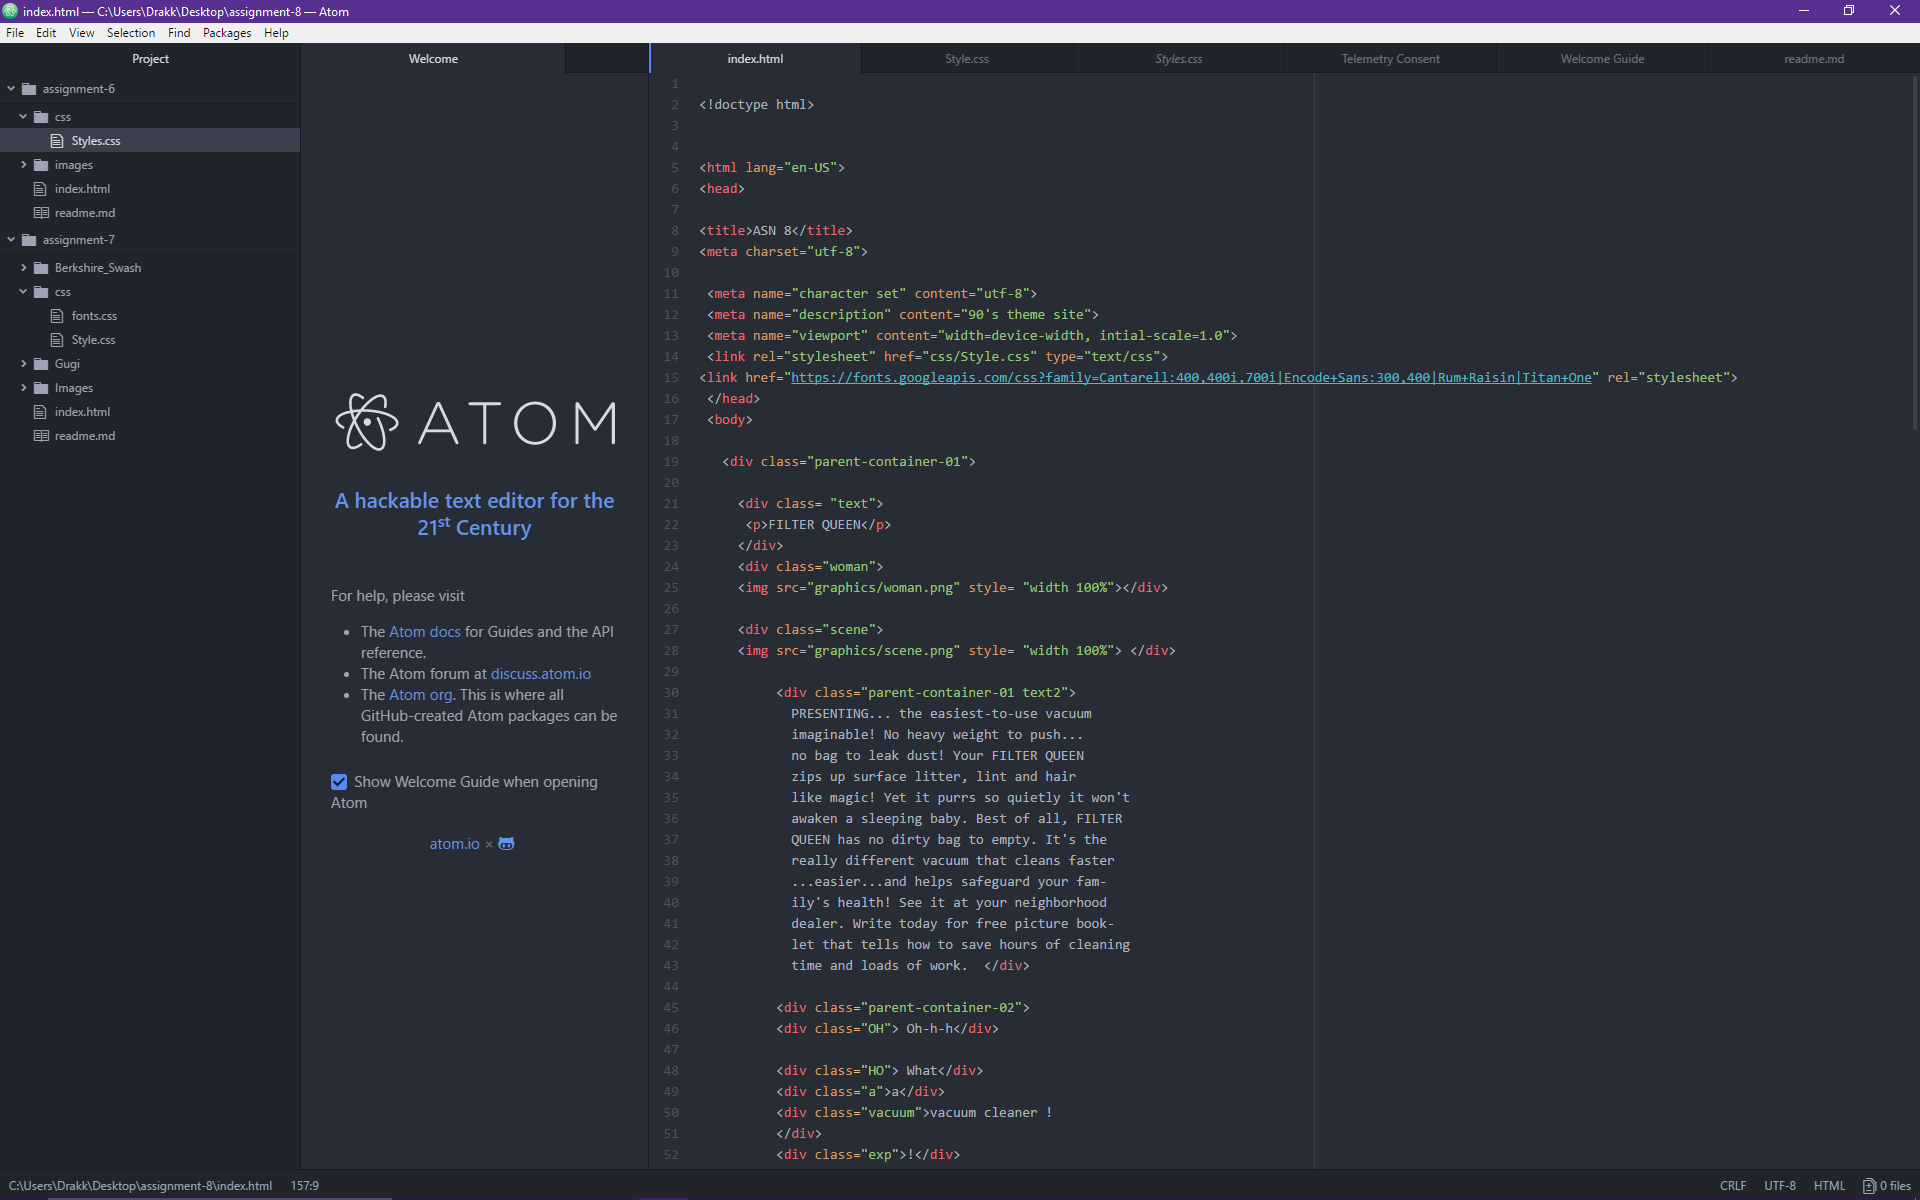 index.html — C:\Users\Drakk\Desktop\assignment-8 — Atom
File Edit View Selection Find Packages Help
Project
assignment-6
css
Styles.css
images
index.html
readme.md
assignment-7
Berkshire_Swash
css
fonts.css
Style.css
Gugi
Images
index.html
readme.md
Welcome
ATOM
A hackable text editor for the
21st Century
For help, please visit
• The Atom docs for Guides and the API
reference.
• The Atom forum at discuss.atom.io
• The Atom org. This is where all
GitHub-created Atom packages can be
found.
Show Welcome Guide when opening
Atom
atom.io ×
index.html Style.css Styles.css Telemetry Consent Welcome Guide readme.md
1
2 <!doctype html>
3
4
5 <html lang="en-US">
6 <head>
7
8 <title>ASN 8</title>
9 <meta charset="utf-8">
10
11 <meta name="character set" content="utf-8">
12 <meta name="description" content="90's theme site">
13 <meta name="viewport" content="width=device-width, intial-scale=1.0">
14 <link rel="stylesheet" href="css/Style.css" type="text/css">
15 <link href="https://fonts.googleapis.com/css?family=Cantarell:400,400i,700i|Encode+Sans:300,400|Rum+Raisin|Titan+One" rel="stylesheet">
16 </head>
17 <body>
18
19 <div class="parent-container-01">
20
21 <div class= "text">
22 <p>FILTER QUEEN</p>
23 </div>
24 <div class="woman">
25 <img src="graphics/woman.png" style= "width 100%"></div>
26
27 <div class="scene">
28 <img src="graphics/scene.png" style= "width 100%"> </div>
29
30 <div class="parent-container-01 text2">
31 PRESENTING... the easiest-to-use vacuum
32 imaginable! No heavy weight to push...
33 no bag to leak dust! Your FILTER QUEEN
34 zips up surface litter, lint and hair
35 like magic! Yet it purrs so quietly it won't
36 awaken a sleeping baby. Best of all, FILTER
37 QUEEN has no dirty bag to empty. It's the
38 really different vacuum that cleans faster
39 ...easier...and helps safeguard your fam-
40 ily's health! See it at your neighborhood
41 dealer. Write today for free picture book-
42 let that tells how to save hours of cleaning
43 time and loads of work. </div>
44
45 <div class="parent-container-02">
46 <div class="OH"> Oh-h-h</div>
47
48 <div class="HO"> What</div>
49 <div class="a">a</div>
50 <div class="vacuum">vacuum cleaner !
51 </div>
52 <div class="exp">!</div>
C:\Users\Drakk\Desktop\assignment-8\index.html 157:9 CRLF UTF-8 HTML 0 files